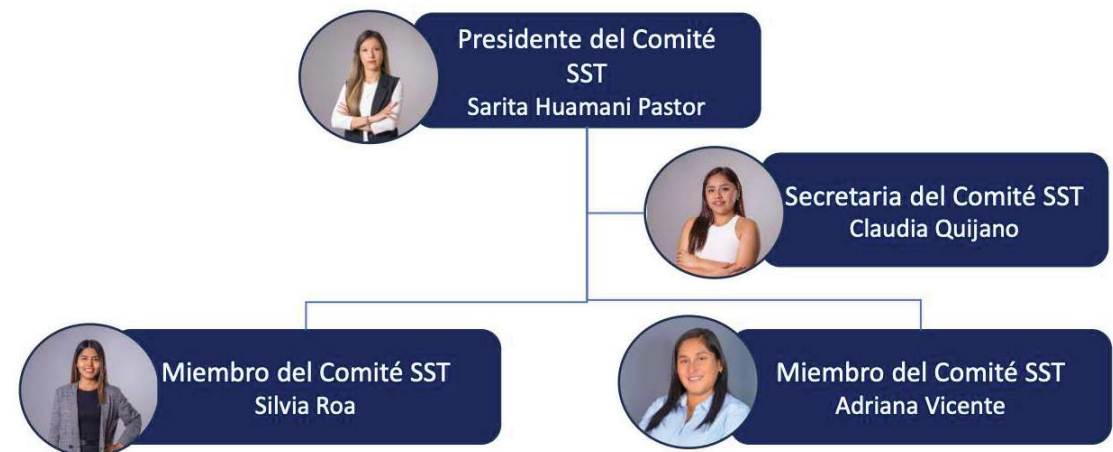 Presidente del Comité
SST
Sarita Huamani Pastor
Secretaria del Comité SST
Claudia Quijano
Miembro del Comité SST
Silvia Roa
Miembro del Comité SST
Adriana Vicente